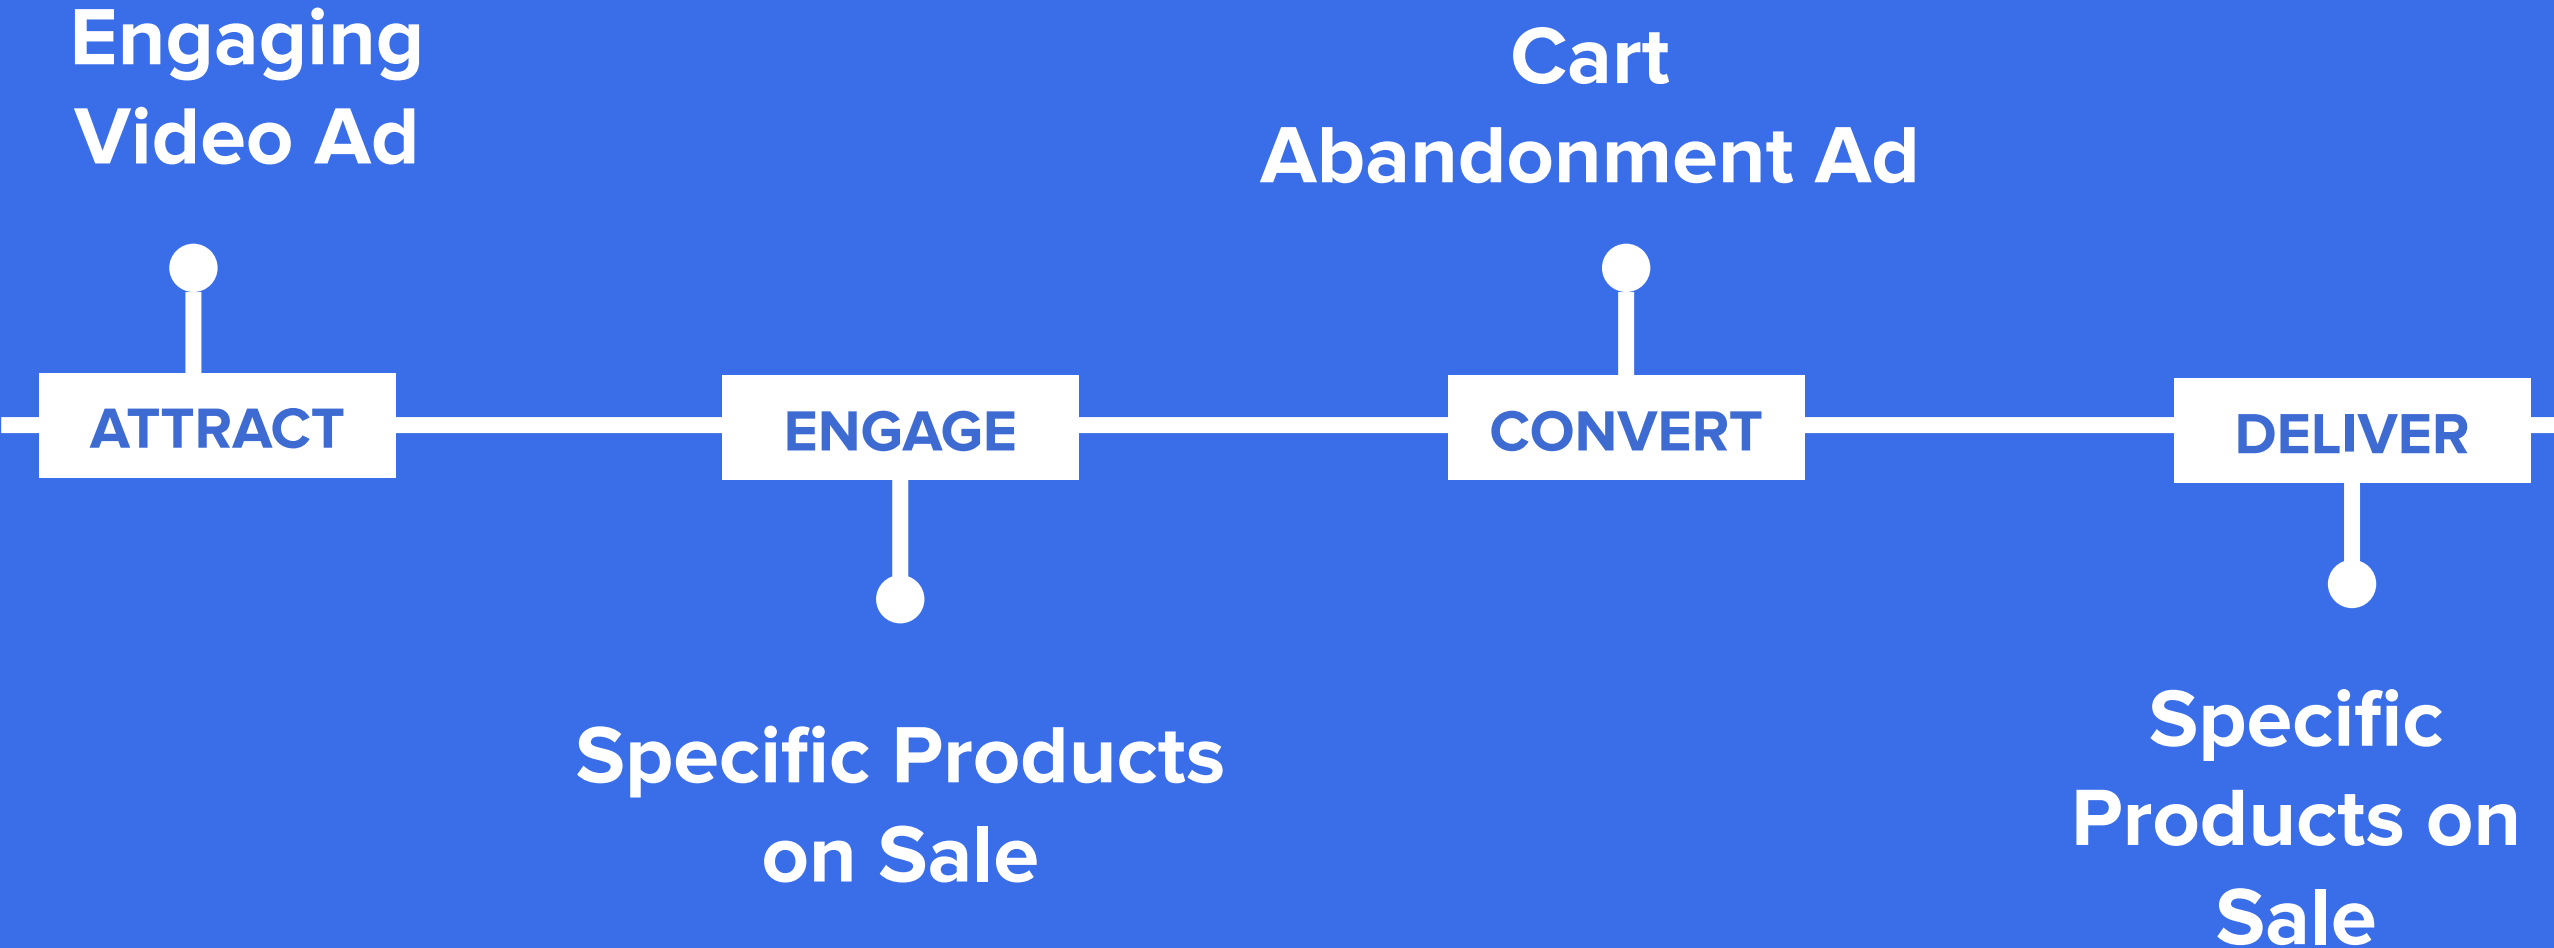 Engaging
Video Ad
Cart
Abandonment Ad
ATTRACT
ENGAGE
CONVERT
DELIVER
Specific Products
on Sale
Specific
Products on
Sale